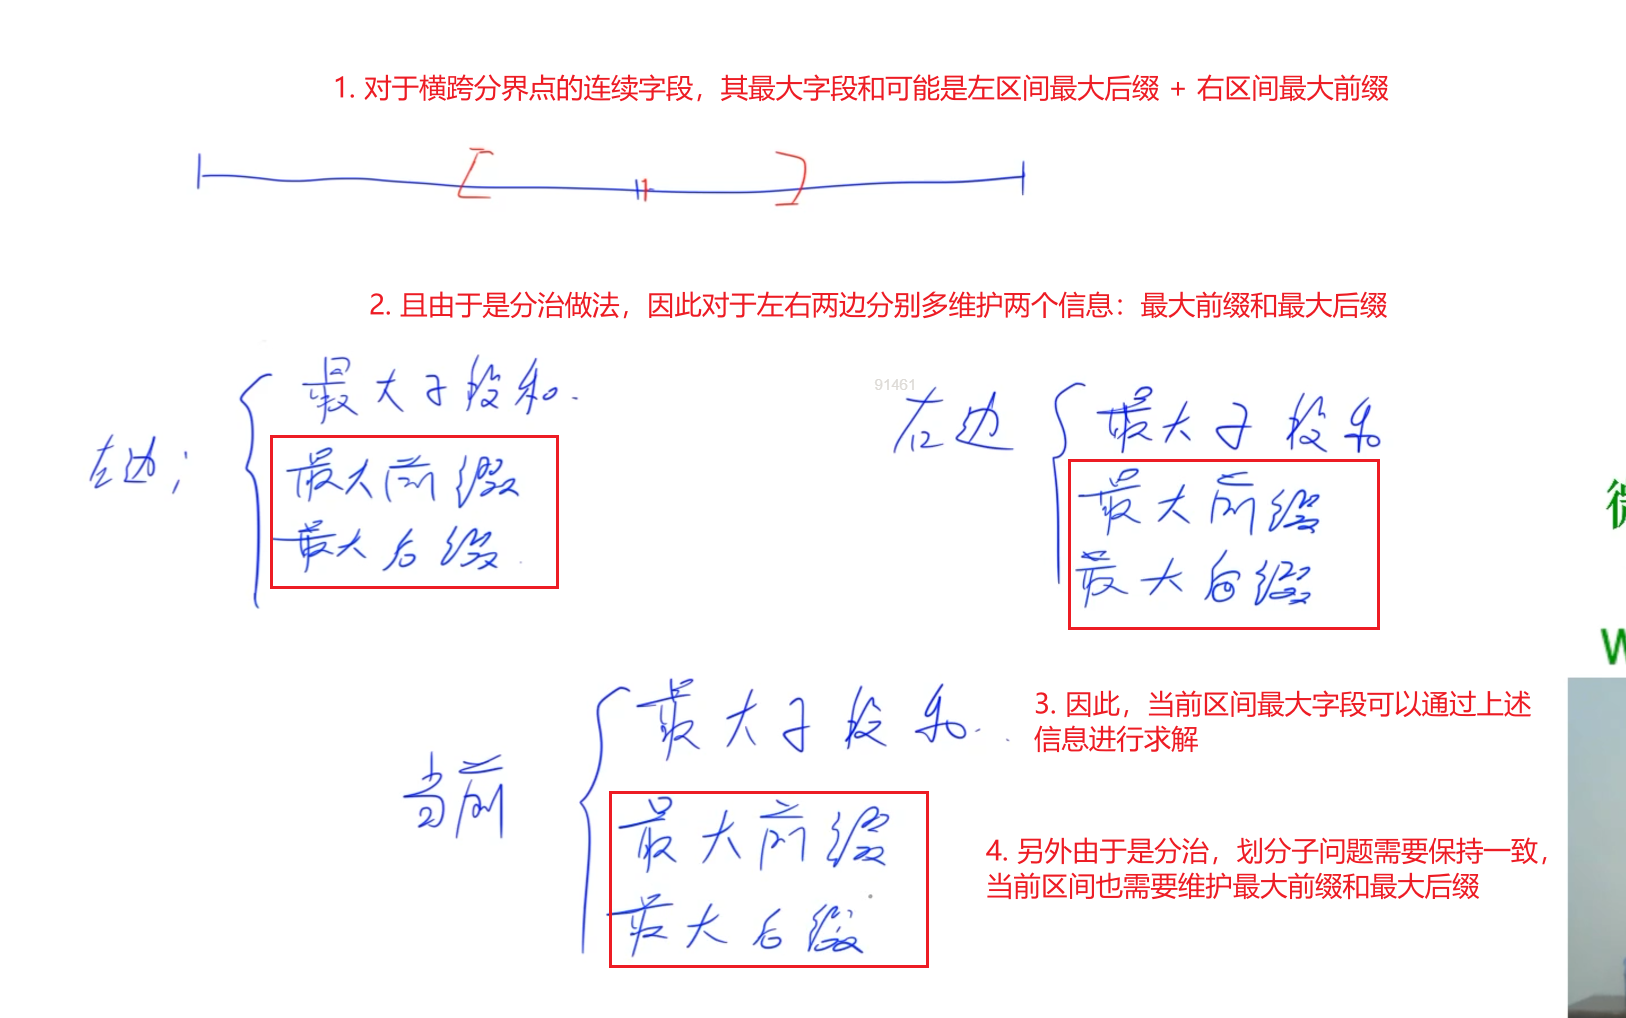 1. 对于横跨分界点的连续字段，其最大字段和可能是左区间最大后缀 + 右区间最大前缀
2. 且由于是分治做法，因此对于左右两边分别多维护两个信息：最大前缀和最大后缀
最大子段和.
91461
左边；
最大前缀
最大后缀.
右边
最大子段和
最大前缀
最大后缀
微
W
最大子段和.
3. 因此，当前区间最大字段可以通过上述
信息进行求解
当前
最大前缀
最大后缀
4. 另外由于是分治，划分子问题需要保持一致，
当前区间也需要维护最大前缀和最大后缀